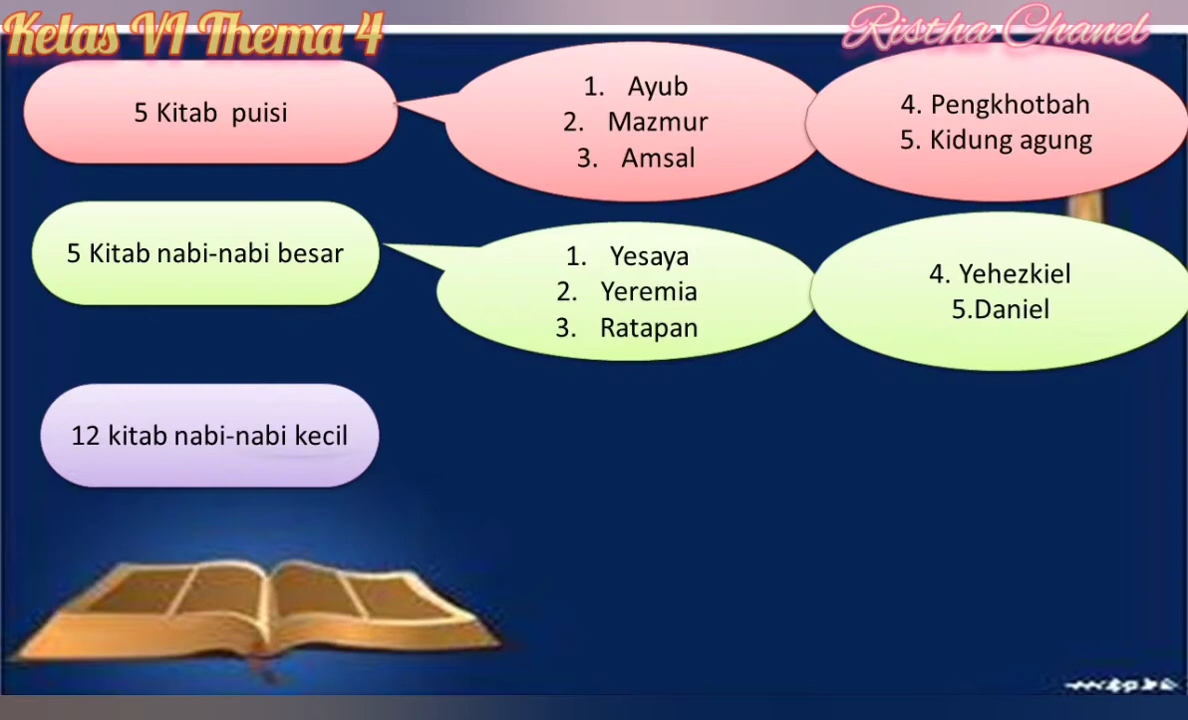 Kelas VI Thema 4
Ristha Chanel
5 Kitab puisi
1. Ayub
2. Mazmur
3. Amsal
4. Pengkhotbah
5. Kidung agung
5 Kitab nabi-nabi besar
1. Yesaya
2. Yeremia
3. Ratapan
4. Yehezkiel
5.Daniel
12 kitab nabi-nabi kecil